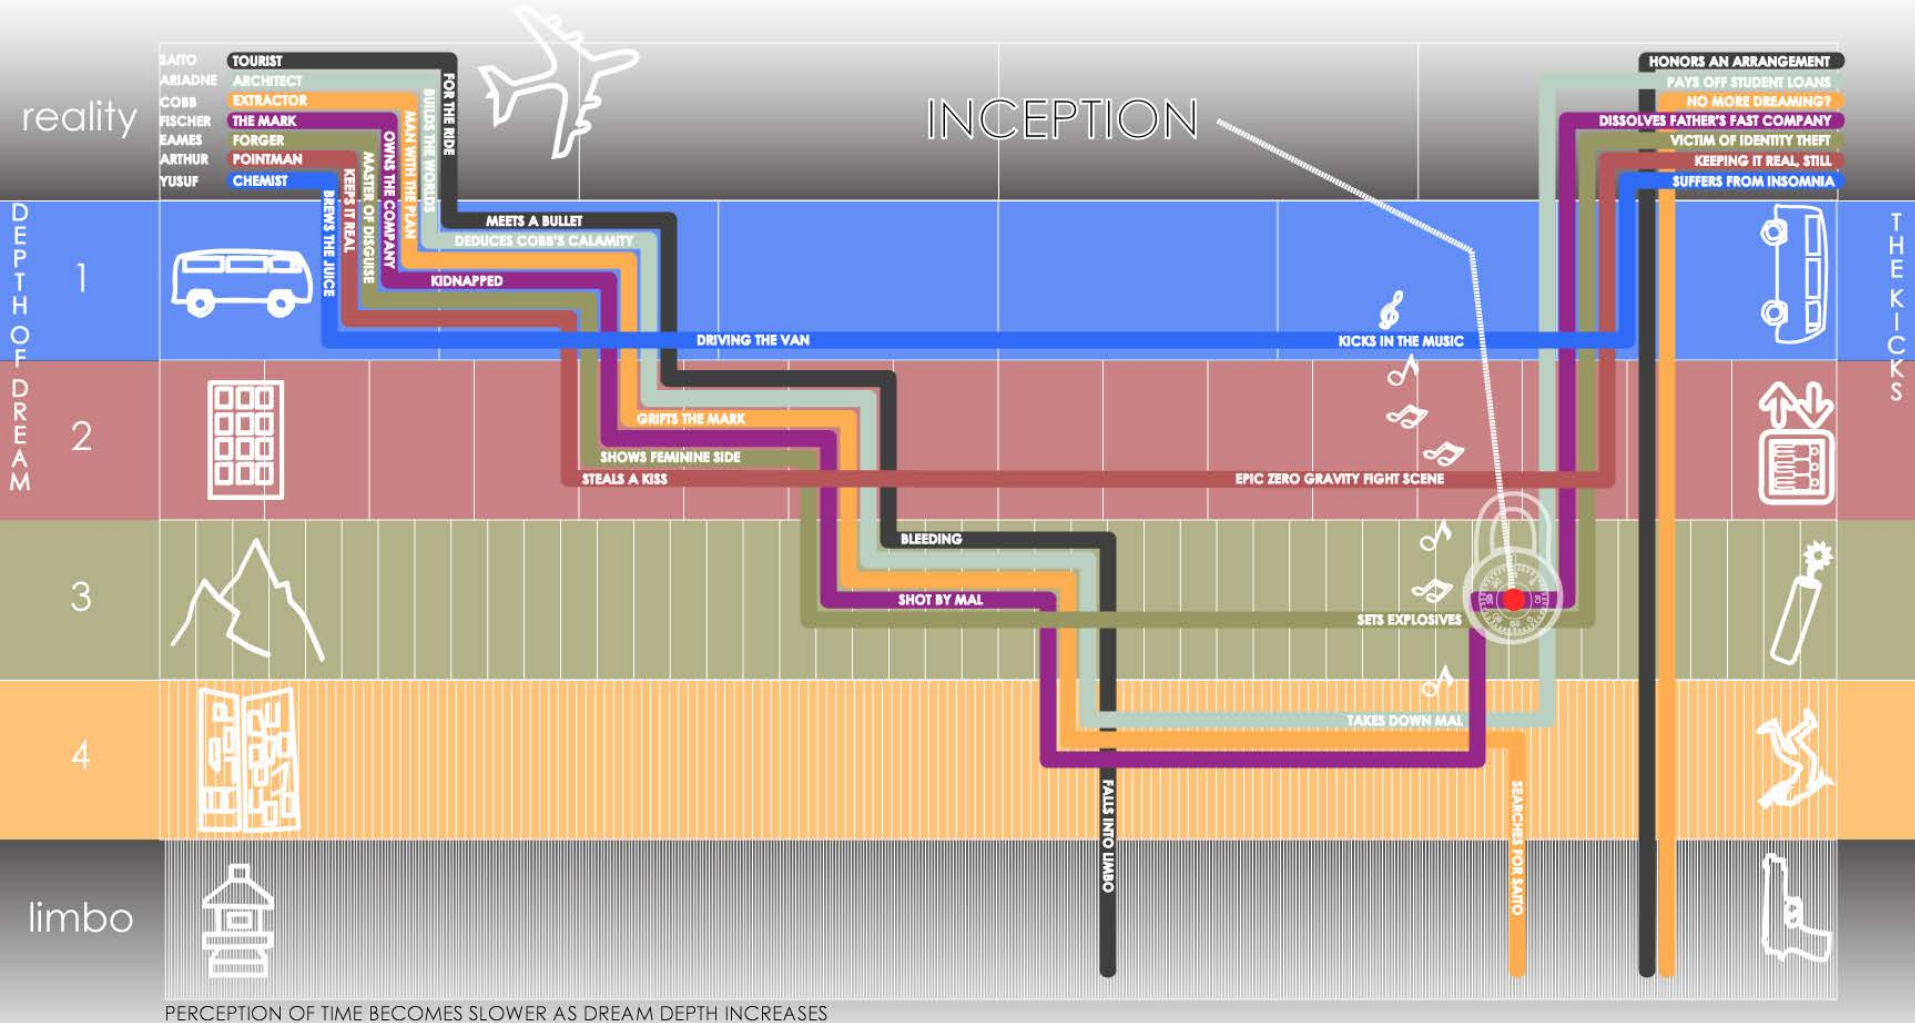 SAITO TOURIST
ARIADNE ARCHITECT
COBB EXTRACTOR
FISCHER THE MARK
EAMES FORGER
ARTHUR POINTMAN
YUSUF CHEMIST
reality
FOR THE RIDE
BUILDS THE WORLDS
MAN WITH THE PLAN
OWNS THE COMPANY
MASTER OF DISGUISE
KEEPS IT REAL
BREWS THE JUICE
INCEPTION
HONORS AN ARRANGEMENT
PAYS OFF STUDENT LOANS
NO MORE DREAMING?
DISSOLVES FATHER'S FAST COMPANY
VICTIM OF IDENTITY THEFT
KEEPING IT REAL, STILL
SUFFERS FROM INSOMNIA
DEPTH OF DREAM
THE KICKS
1
MEETS A BULLET
DEDUCES COBB'S CALAMITY
KIDNAPPED
DRIVING THE VAN
KICKS IN THE MUSIC
2
GRIFTS THE MARK
SHOWS FEMININE SIDE
STEALS A KISS
EPIC ZERO GRAVITY FIGHT SCENE
3
BLEEDING
SHOT BY MAL
SETS EXPLOSIVES
4
TAKES DOWN MAL
FALLS INTO LIMBO
SEARCHES FOR SAITO
limbo
PERCEPTION OF TIME BECOMES SLOWER AS DREAM DEPTH INCREASES